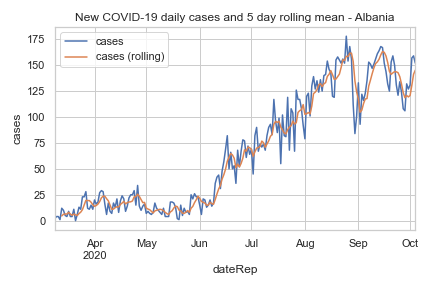 New COVID-19 daily cases and 5 day rolling mean - Albania
cases
cases (rolling)
175
150
125
100
75
50
25
0
cases
Apr
2020
May
Jun
Jul
Aug
Sep
Oct
dateRep